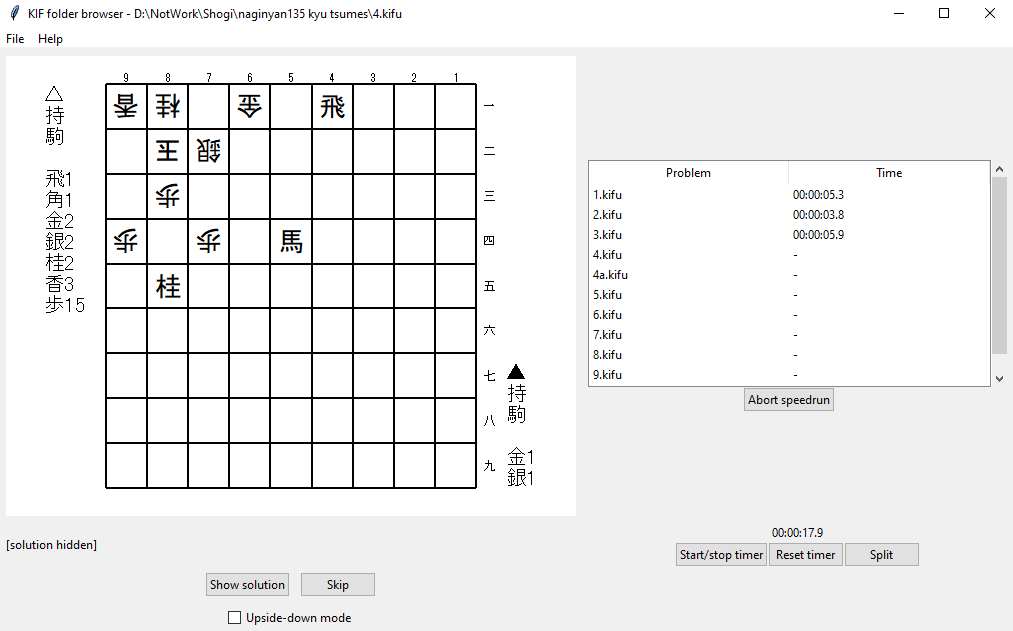 KIF folder browser - D:\NotWork\Shogi\naginyan135 kyu tsumes\4.kifu
File Help
9 8 7 6 5 4 3 2 1
香 桂 金 飛 一
玉 銀 二
歩 三
歩 歩 馬 四
桂 五
六
七
八
九
△
持
駒
飛1
角1
金2
銀2
桂2
香3
歩15
▲
持
駒
金1
銀1
[solution hidden]
Show solution Skip
Upside-down mode
Problem Time
1.kifu 00:00:05.3
2.kifu 00:00:03.8
3.kifu 00:00:05.9
4.kifu -
4a.kifu -
5.kifu -
6.kifu -
7.kifu -
8.kifu -
9.kifu -
Abort speedrun
00:00:17.9
Start/stop timer Reset timer Split